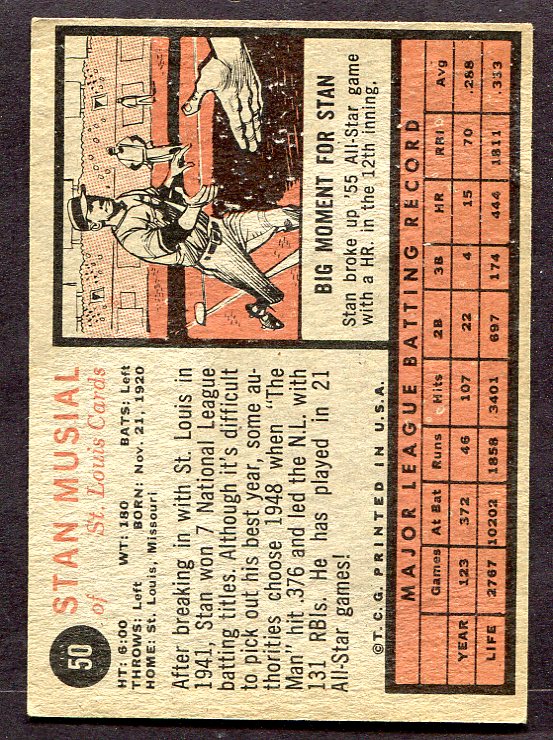 50
STAN MUSIAL
of St. Louis Cards
HT: 6:00 WT: 180 BATS: Left
THROWS: Left BORN: Nov. 21, 1920
HOME: St. Louis, Missouri
After breaking in with St. Louis in
1941, Stan won 7 National League
batting titles. Although it's difficult
to pick out his best year, some au-
thorities choose 1948 when "The
Man" hit .376 and led the N.L. with
131 RBIs. He has played in 21
All-Star games!
©T.C.G. PRINTED IN U.S.A.
BIG MOMENT FOR STAN
Stan broke up '55 All-Star game
with a HR. in the 12th inning.
MAJOR LEAGUE BATTING RECORD
Games At Bat Runs Hits 2B 3B HR RBI Avg
YEAR 123 372 46 107 22 4 15 70 .288
LIFE 2767 10202 1858 3401 697 174 444 1811 .333